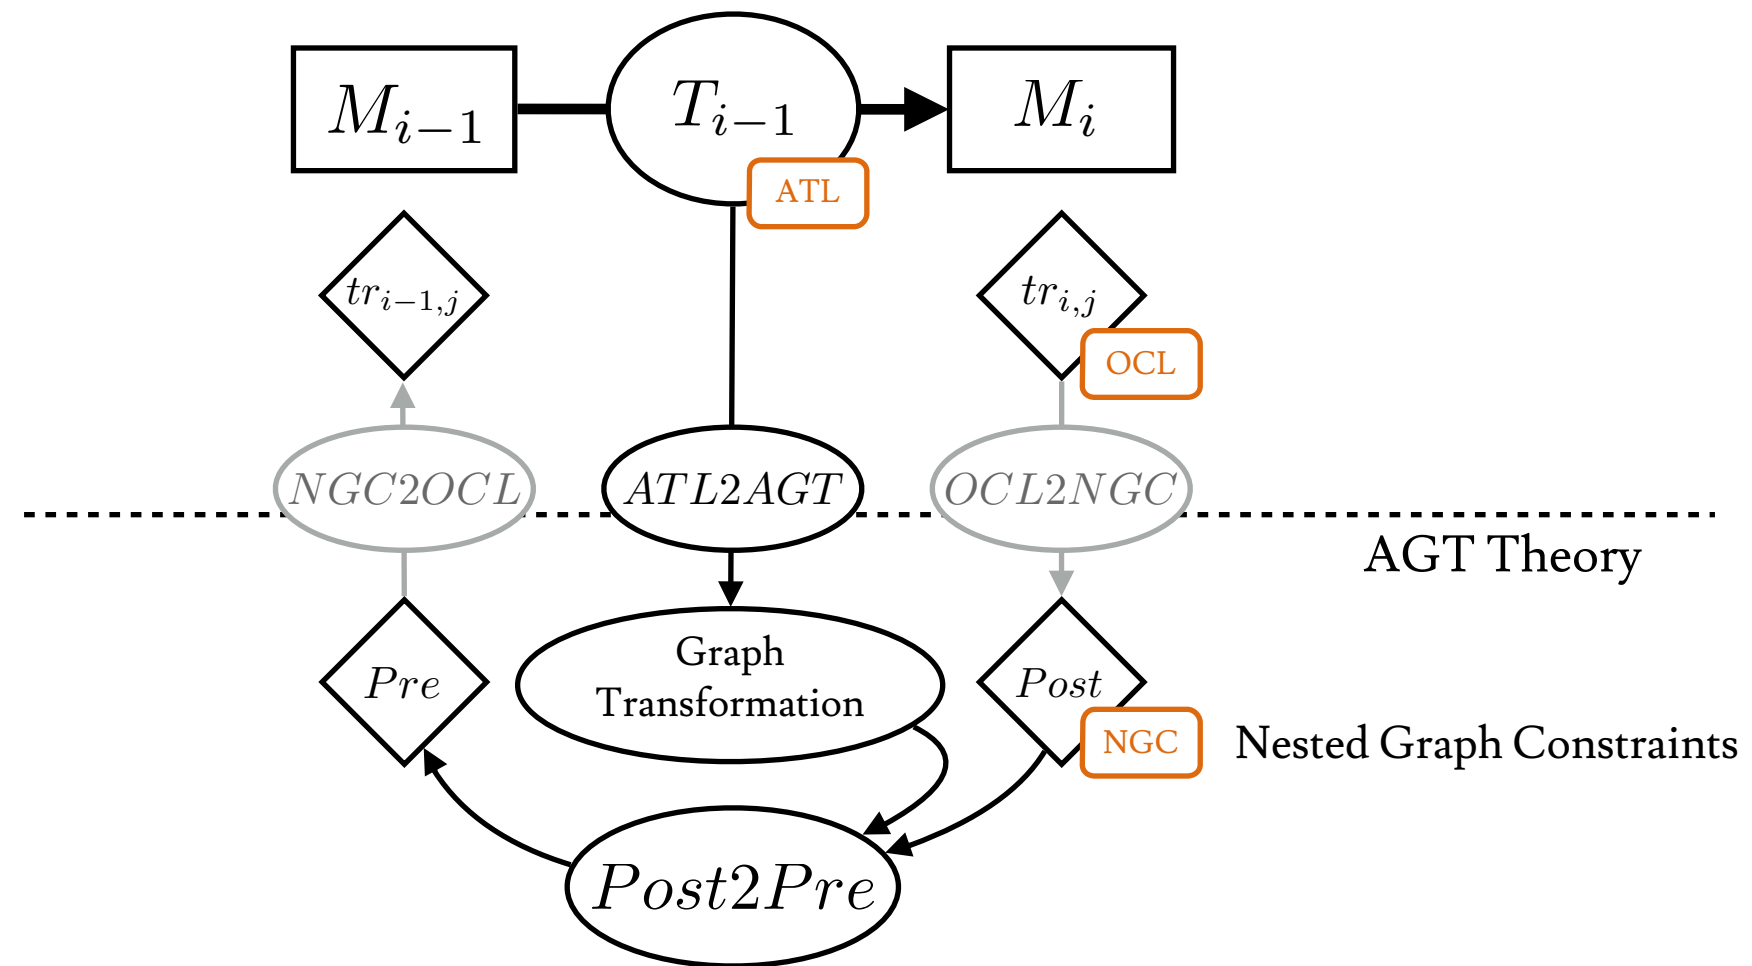 M_{i-1}
T_{i-1}
M_i
ATL
tr_{i-1,j}
tr_{i,j}
OCL
NGC2OCL
ATL2AGT
OCL2NGC
AGT Theory
Pre
Graph
Transformation
Post
NGC
Nested Graph Constraints
Post2Pre